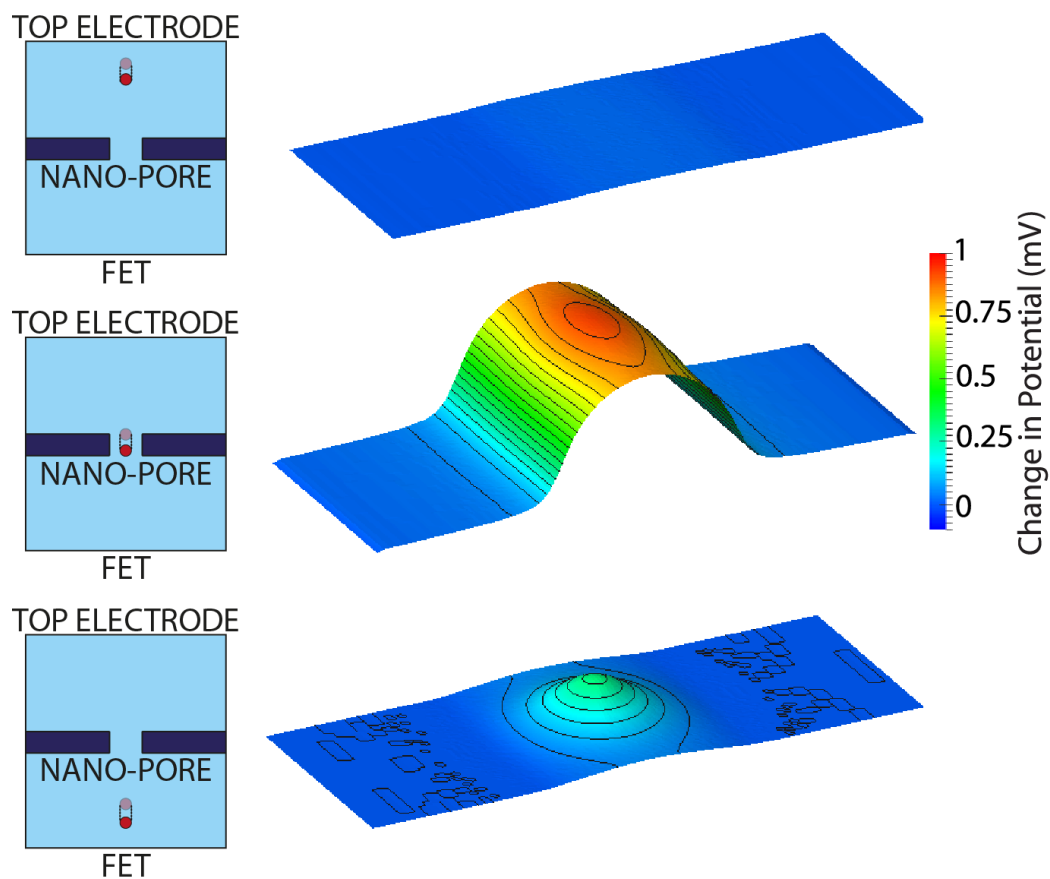 TOP ELECTRODE
NANO-PORE
FET
TOP ELECTRODE
NANO-PORE
FET
1
0.75
0.5
0.25
0
Change in Potential (mV)
TOP ELECTRODE
NANO-PORE
FET